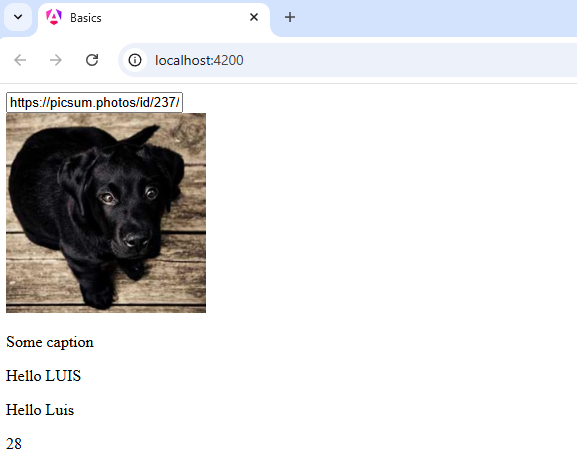 Basics
localhost:4200
https://picsum.photos/id/237/
Some caption
Hello LUIS
Hello Luis
28